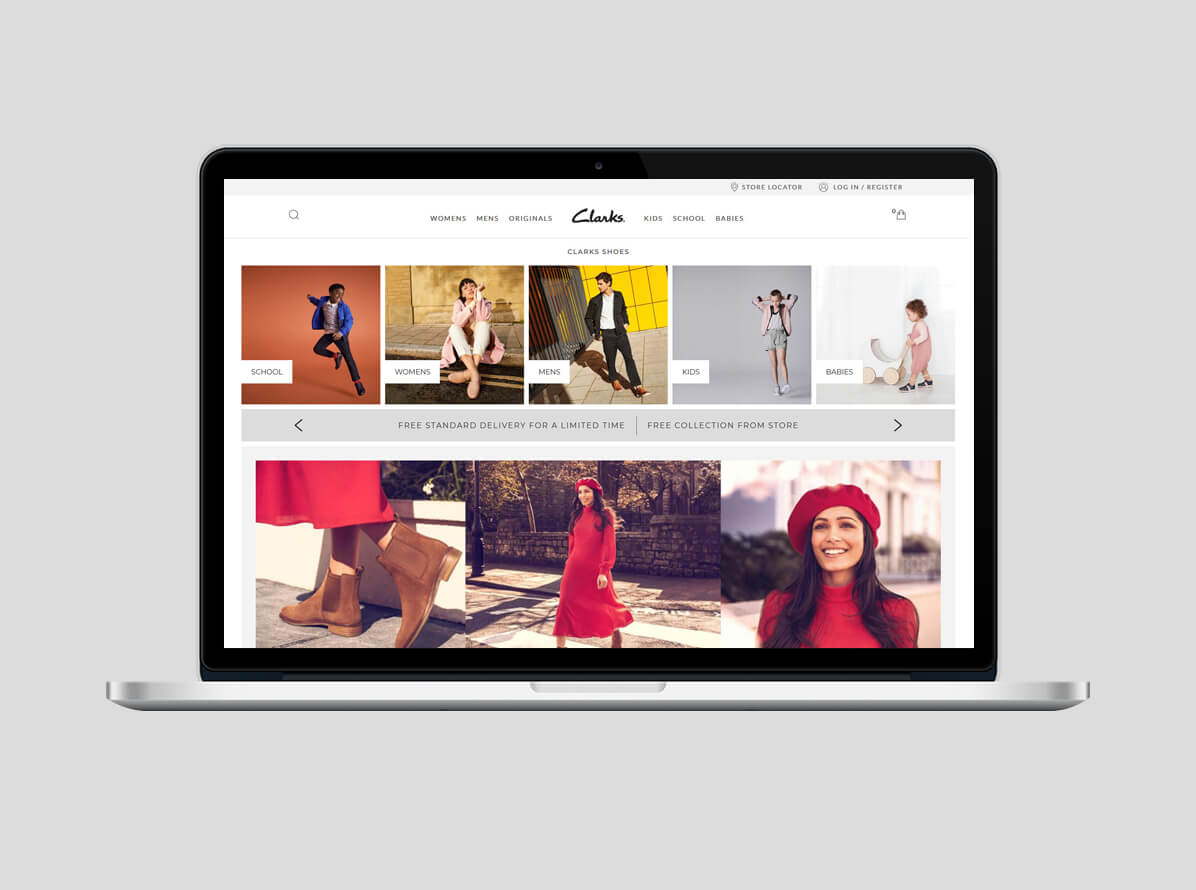 STORE LOCATOR LOG IN / REGISTER
WOMENS MENS ORIGINALS Clarks. KIDS SCHOOL BABIES
0
CLARKS SHOES
SCHOOL
WOMENS
MENS
KIDS
BABIES
FREE STANDARD DELIVERY FOR A LIMITED TIME FREE COLLECTION FROM STORE